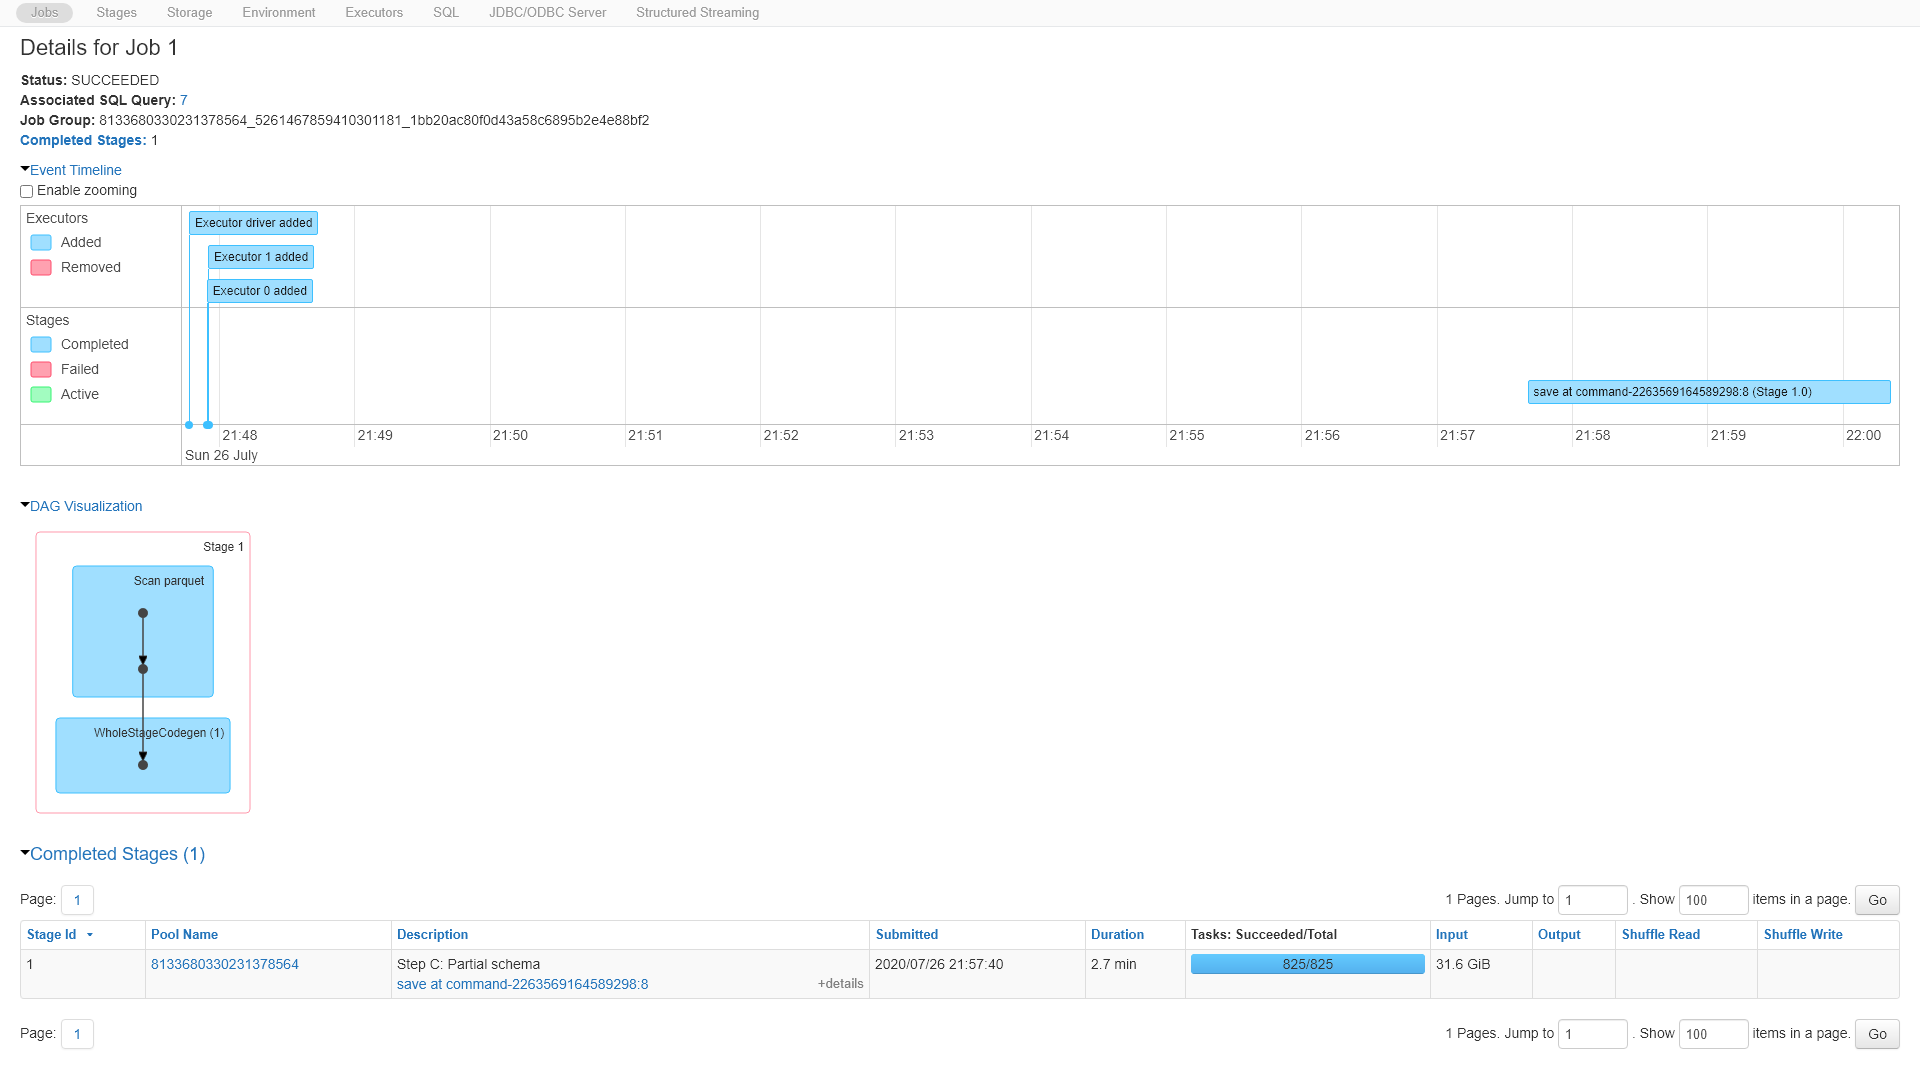 Jobs Stages Storage Environment Executors SQL JDBC/ODBC Server Structured Streaming
Details for Job 1
Status: SUCCEEDED
Associated SQL Query: 7
Job Group: 8133680330231378564_5261467859410301181_1bb20ac80f0d43a58c6895b2e4e88bf2
Completed Stages: 1
Event Timeline
Enable zooming
Executors
Added
Removed
Executor driver added
Executor 1 added
Executor 0 added
Stages
Completed
Failed
Active
save at command-2263569164589298:8 (Stage 1.0)
21:48 21:49 21:50 21:51 21:52 21:53 21:54 21:55 21:56 21:57 21:58 21:59 22:00
Sun 26 July
DAG Visualization
Stage 1
Scan parquet
WholeStageCodegen (1)
Completed Stages (1)
Page: 1 1 Pages. Jump to 1 . Show 100 items in a page. Go
Stage Id Pool Name Description Submitted Duration Tasks: Succeeded/Total Input Output Shuffle Read Shuffle Write
1 8133680330231378564 Step C: Partial schema 2020/07/26 21:57:40 2.7 min 825/825 31.6 GiB
save at command-2263569164589298:8 +details
Page: 1 1 Pages. Jump to 1 . Show 100 items in a page. Go